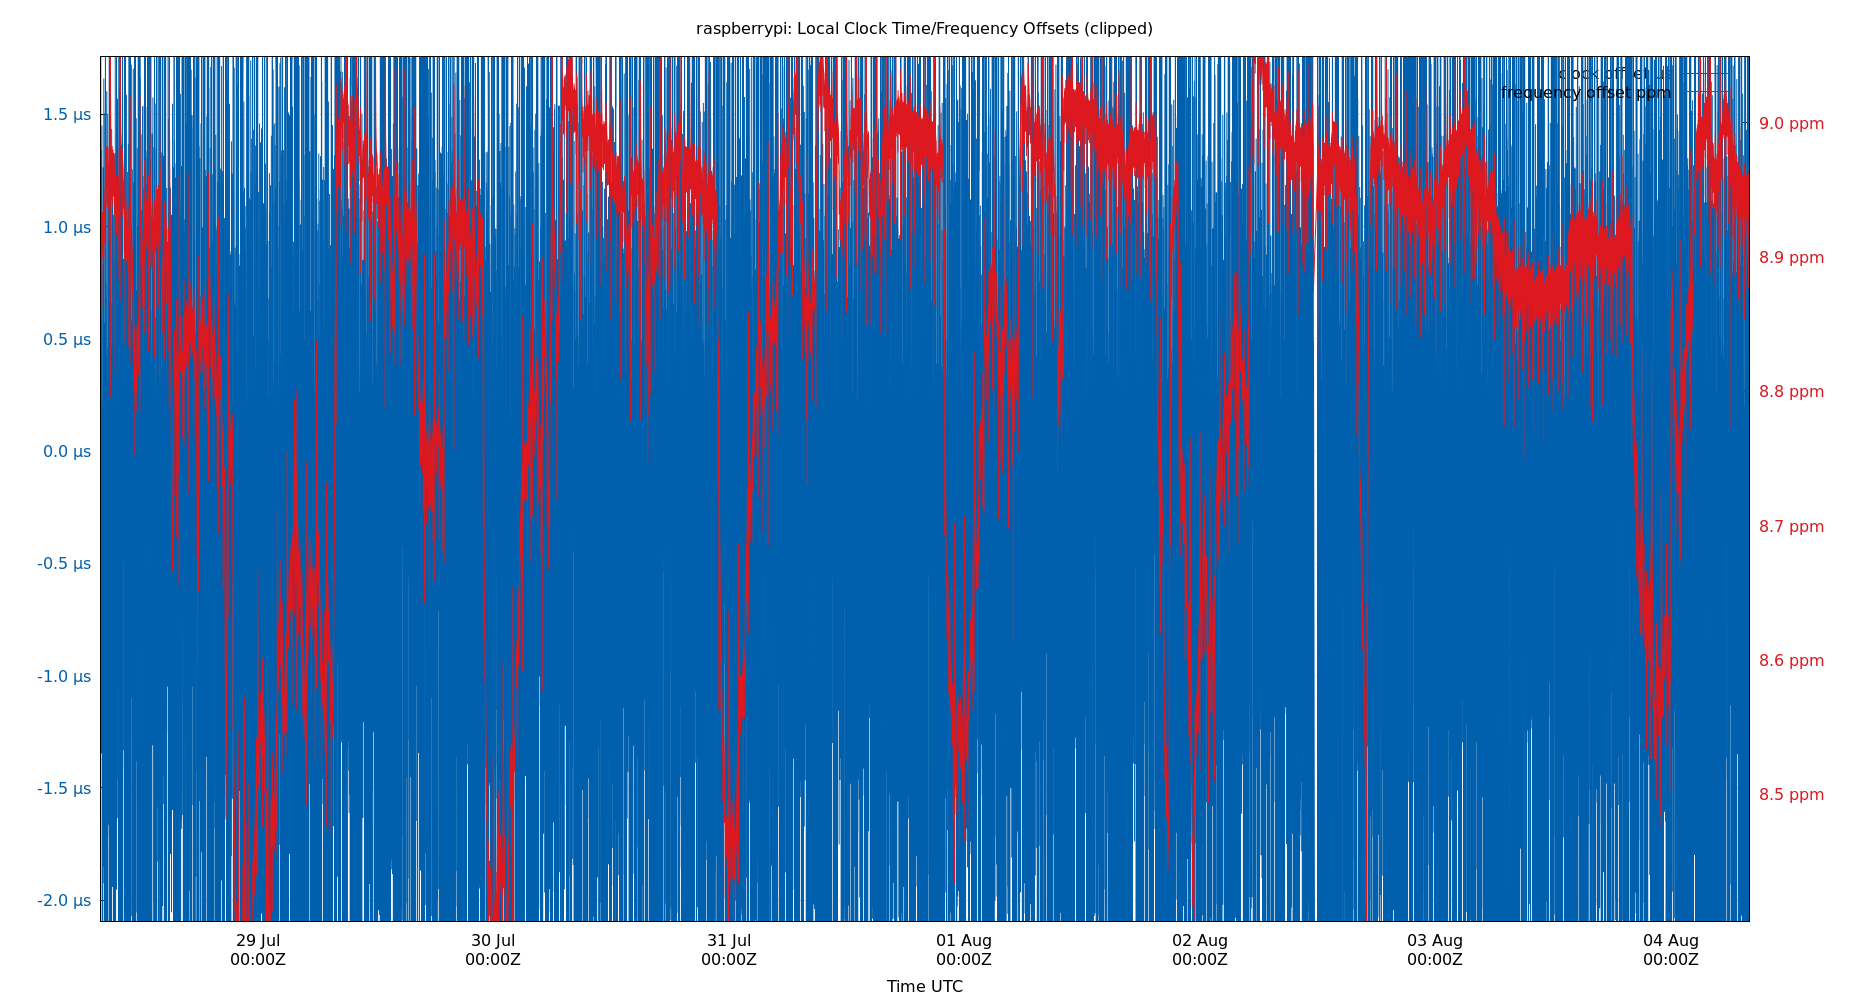 raspberrypi: Local Clock Time/Frequency Offsets (clipped)
clock offset us
frequency offset ppm
1.5 µs
1.0 µs
0.5 µs
0.0 µs
-0.5 µs
-1.0 µs
-1.5 µs
-2.0 µs
9.0 ppm
8.9 ppm
8.8 ppm
8.7 ppm
8.6 ppm
8.5 ppm
29 Jul 30 Jul 31 Jul 01 Aug 02 Aug 03 Aug 04 Aug
00:00Z 00:00Z 00:00Z 00:00Z 00:00Z 00:00Z 00:00Z
Time UTC